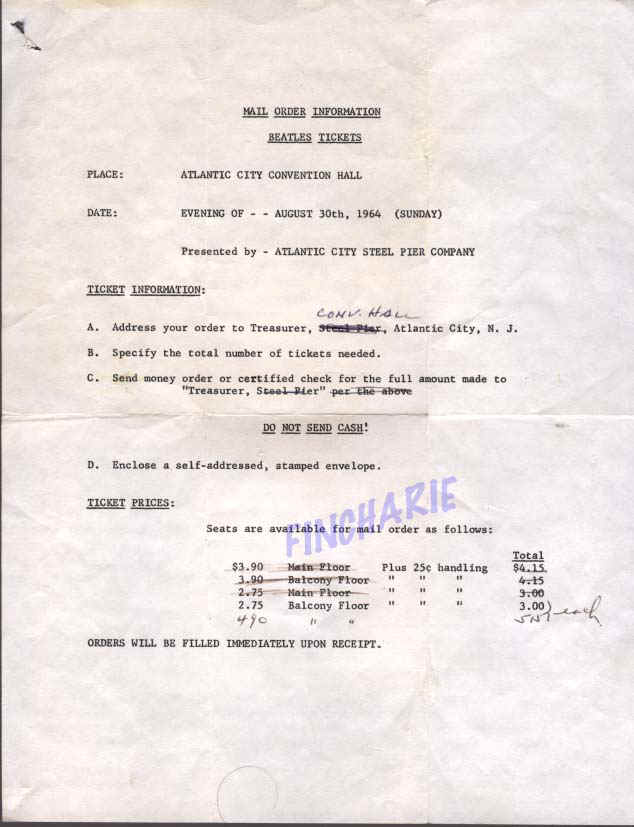 MAIL ORDER INFORMATION
BEATLES TICKETS
PLACE: ATLANTIC CITY CONVENTION HALL
DATE: EVENING OF - - AUGUST 30th, 1964 (SUNDAY)
Presented by - ATLANTIC CITY STEEL PIER COMPANY
TICKET INFORMATION:
CONV. HALL
A. Address your order to Treasurer, Steel Pier, Atlantic City, N. J.
B. Specify the total number of tickets needed.
C. Send money order or certified check for the full amount made to
"Treasurer, Steel Pier" per the above
DO NOT SEND CASH!
D. Enclose a self-addressed, stamped envelope.
TICKET PRICES:
FINCHARIE
Seats are available for mail order as follows:
Total
$3.90 Main Floor Plus 25¢ handling $4.15
3.90 Balcony Floor " " " 4.15
2.75 Main Floor " " " 3.00
2.75 Balcony Floor " " " 3.00
490 " " each
ORDERS WILL BE FILLED IMMEDIATELY UPON RECEIPT.